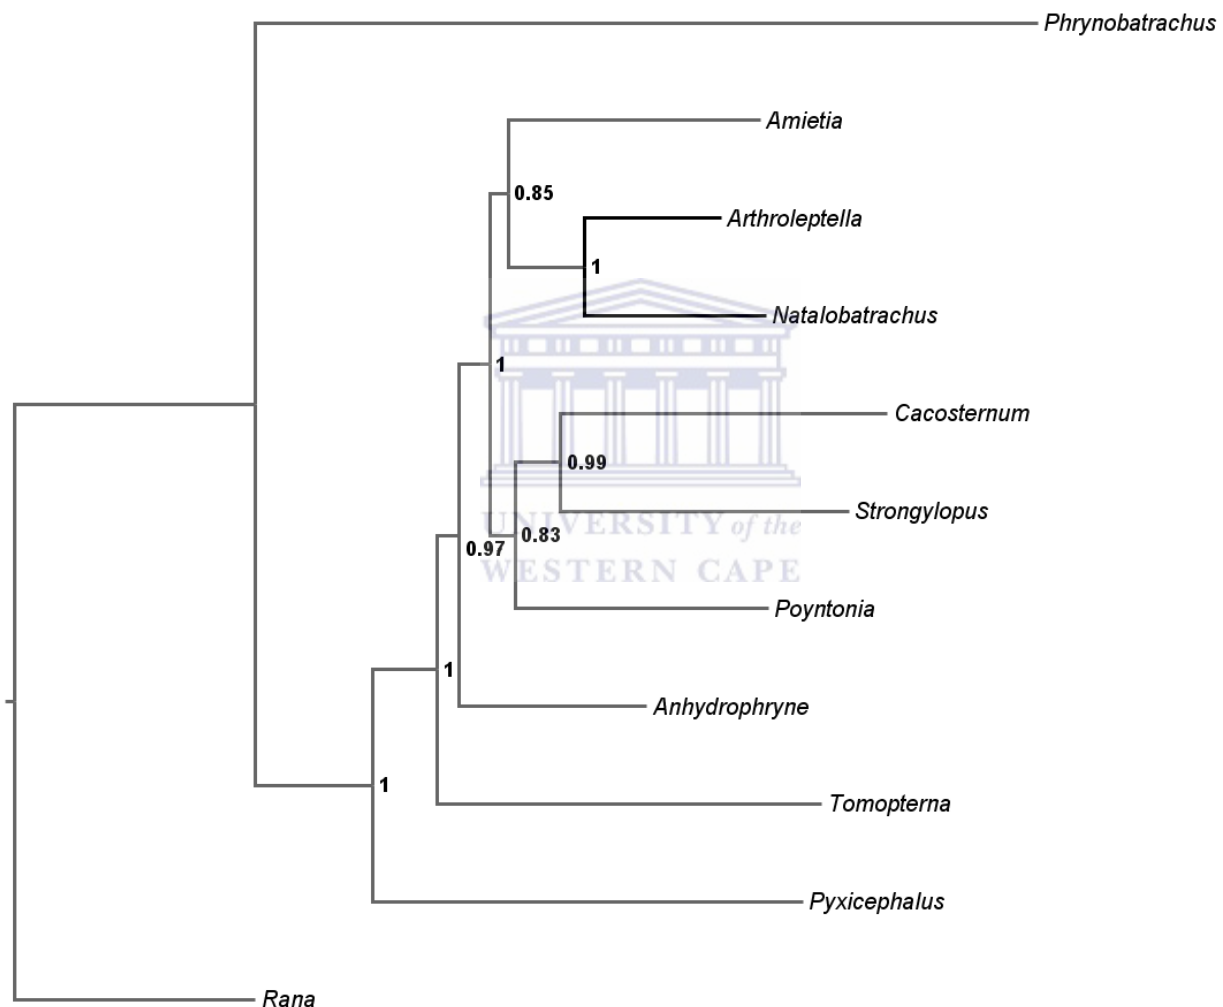 Phrynobatrachus
Amietia
0.85
Arthroleptella
1
Natalobatrachus
1
Cacosternum
0.99
Strongylopus
UNIVERSITY of the
0.83
0.97
WESTERN CAPE
Poyntonia
1
Anhydrophryne
1
Tomopterna
Pyxicephalus
Rana